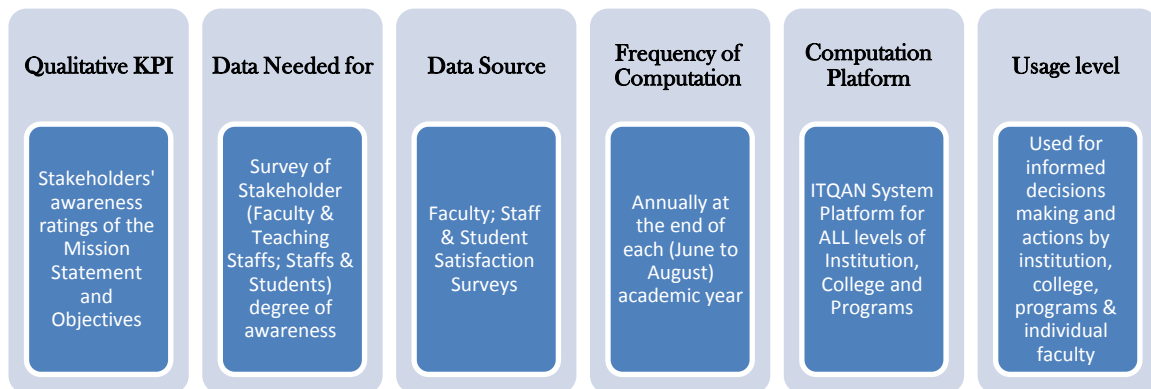 Qualitative KPI
Stakeholders'
awareness
ratings of the
Mission
Statement
and
Objectives
Data Needed for
Survey of
Stakeholder
(Faculty &
Teaching
Staffs; Staffs &
Students)
degree of
awareness
Data Source
Faculty; Staff
& Student
Satisfaction
Surveys
Frequency of
Computation
Annually at
the end of
each (June to
August)
academic year
Computation
Platform
ITQAN System
Platform for
ALL levels of
Institution,
College and
Programs
Usage level
Used for
informed
decisions
making and
actions by
institution,
college,
programs &
individual
faculty